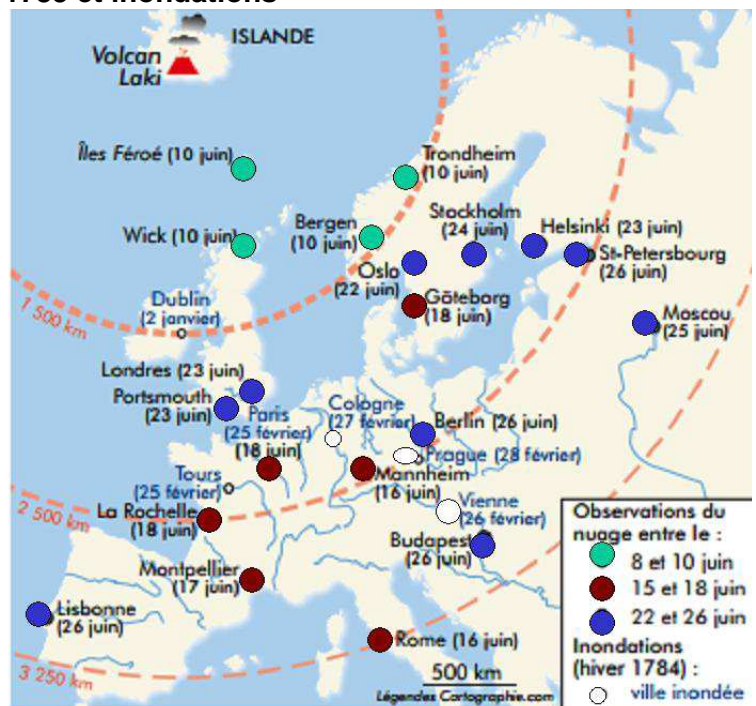 ISLANDE
Volcan
Laki
Îles Féroé (10 juin)
Trondheim
(10 juin)
Wick (10 juin)
Bergen
(10 juin)
Stockholm
(24 juin)
Helsinki (23 juin)
St-Petersbourg
(26 juin)
Oslo
(22 juin)
Göteborg
(18 juin)
Moscou
(25 juin)
Dublin
(2 janvier)
1 500 km
Londres (23 juin)
Portsmouth
(23 juin)
Paris
(25 février)
(18 juin)
Cologne
(27 février)
Berlin (26 juin)
Prague (28 février)
Mannheim
(16 juin)
Tours
(25 février)
Vienne
(26 février)
2 500 km
La Rochelle
(18 juin)
Budapest
(26 juin)
Montpellier
(17 juin)
Lisbonne
(26 juin)
Rome (16 juin)
3 250 km
500 km
Légendes Cartographie.com
Observations du
nuage entre le :
8 et 10 juin
15 et 18 juin
22 et 26 juin
Inondations
(hiver 1784) :
ville inondée